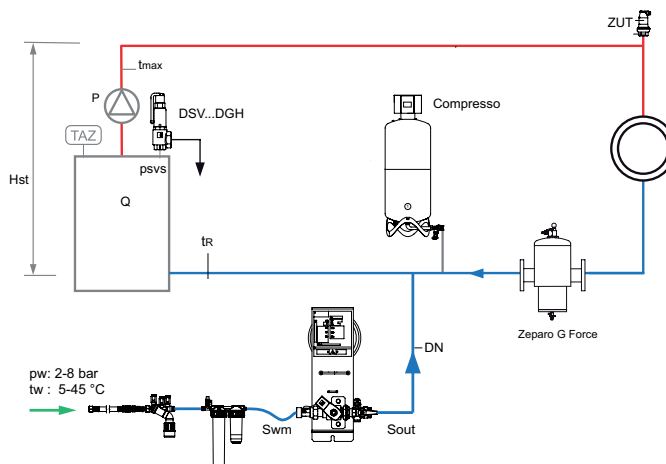 ZUT
tmax
P
DSV...DGH
Compresso
TAZ
psvs
Hst
Q
tR
Zeparo G Force
DN
pw: 2-8 bar
tw : 5-45 °C
Swm
Sout